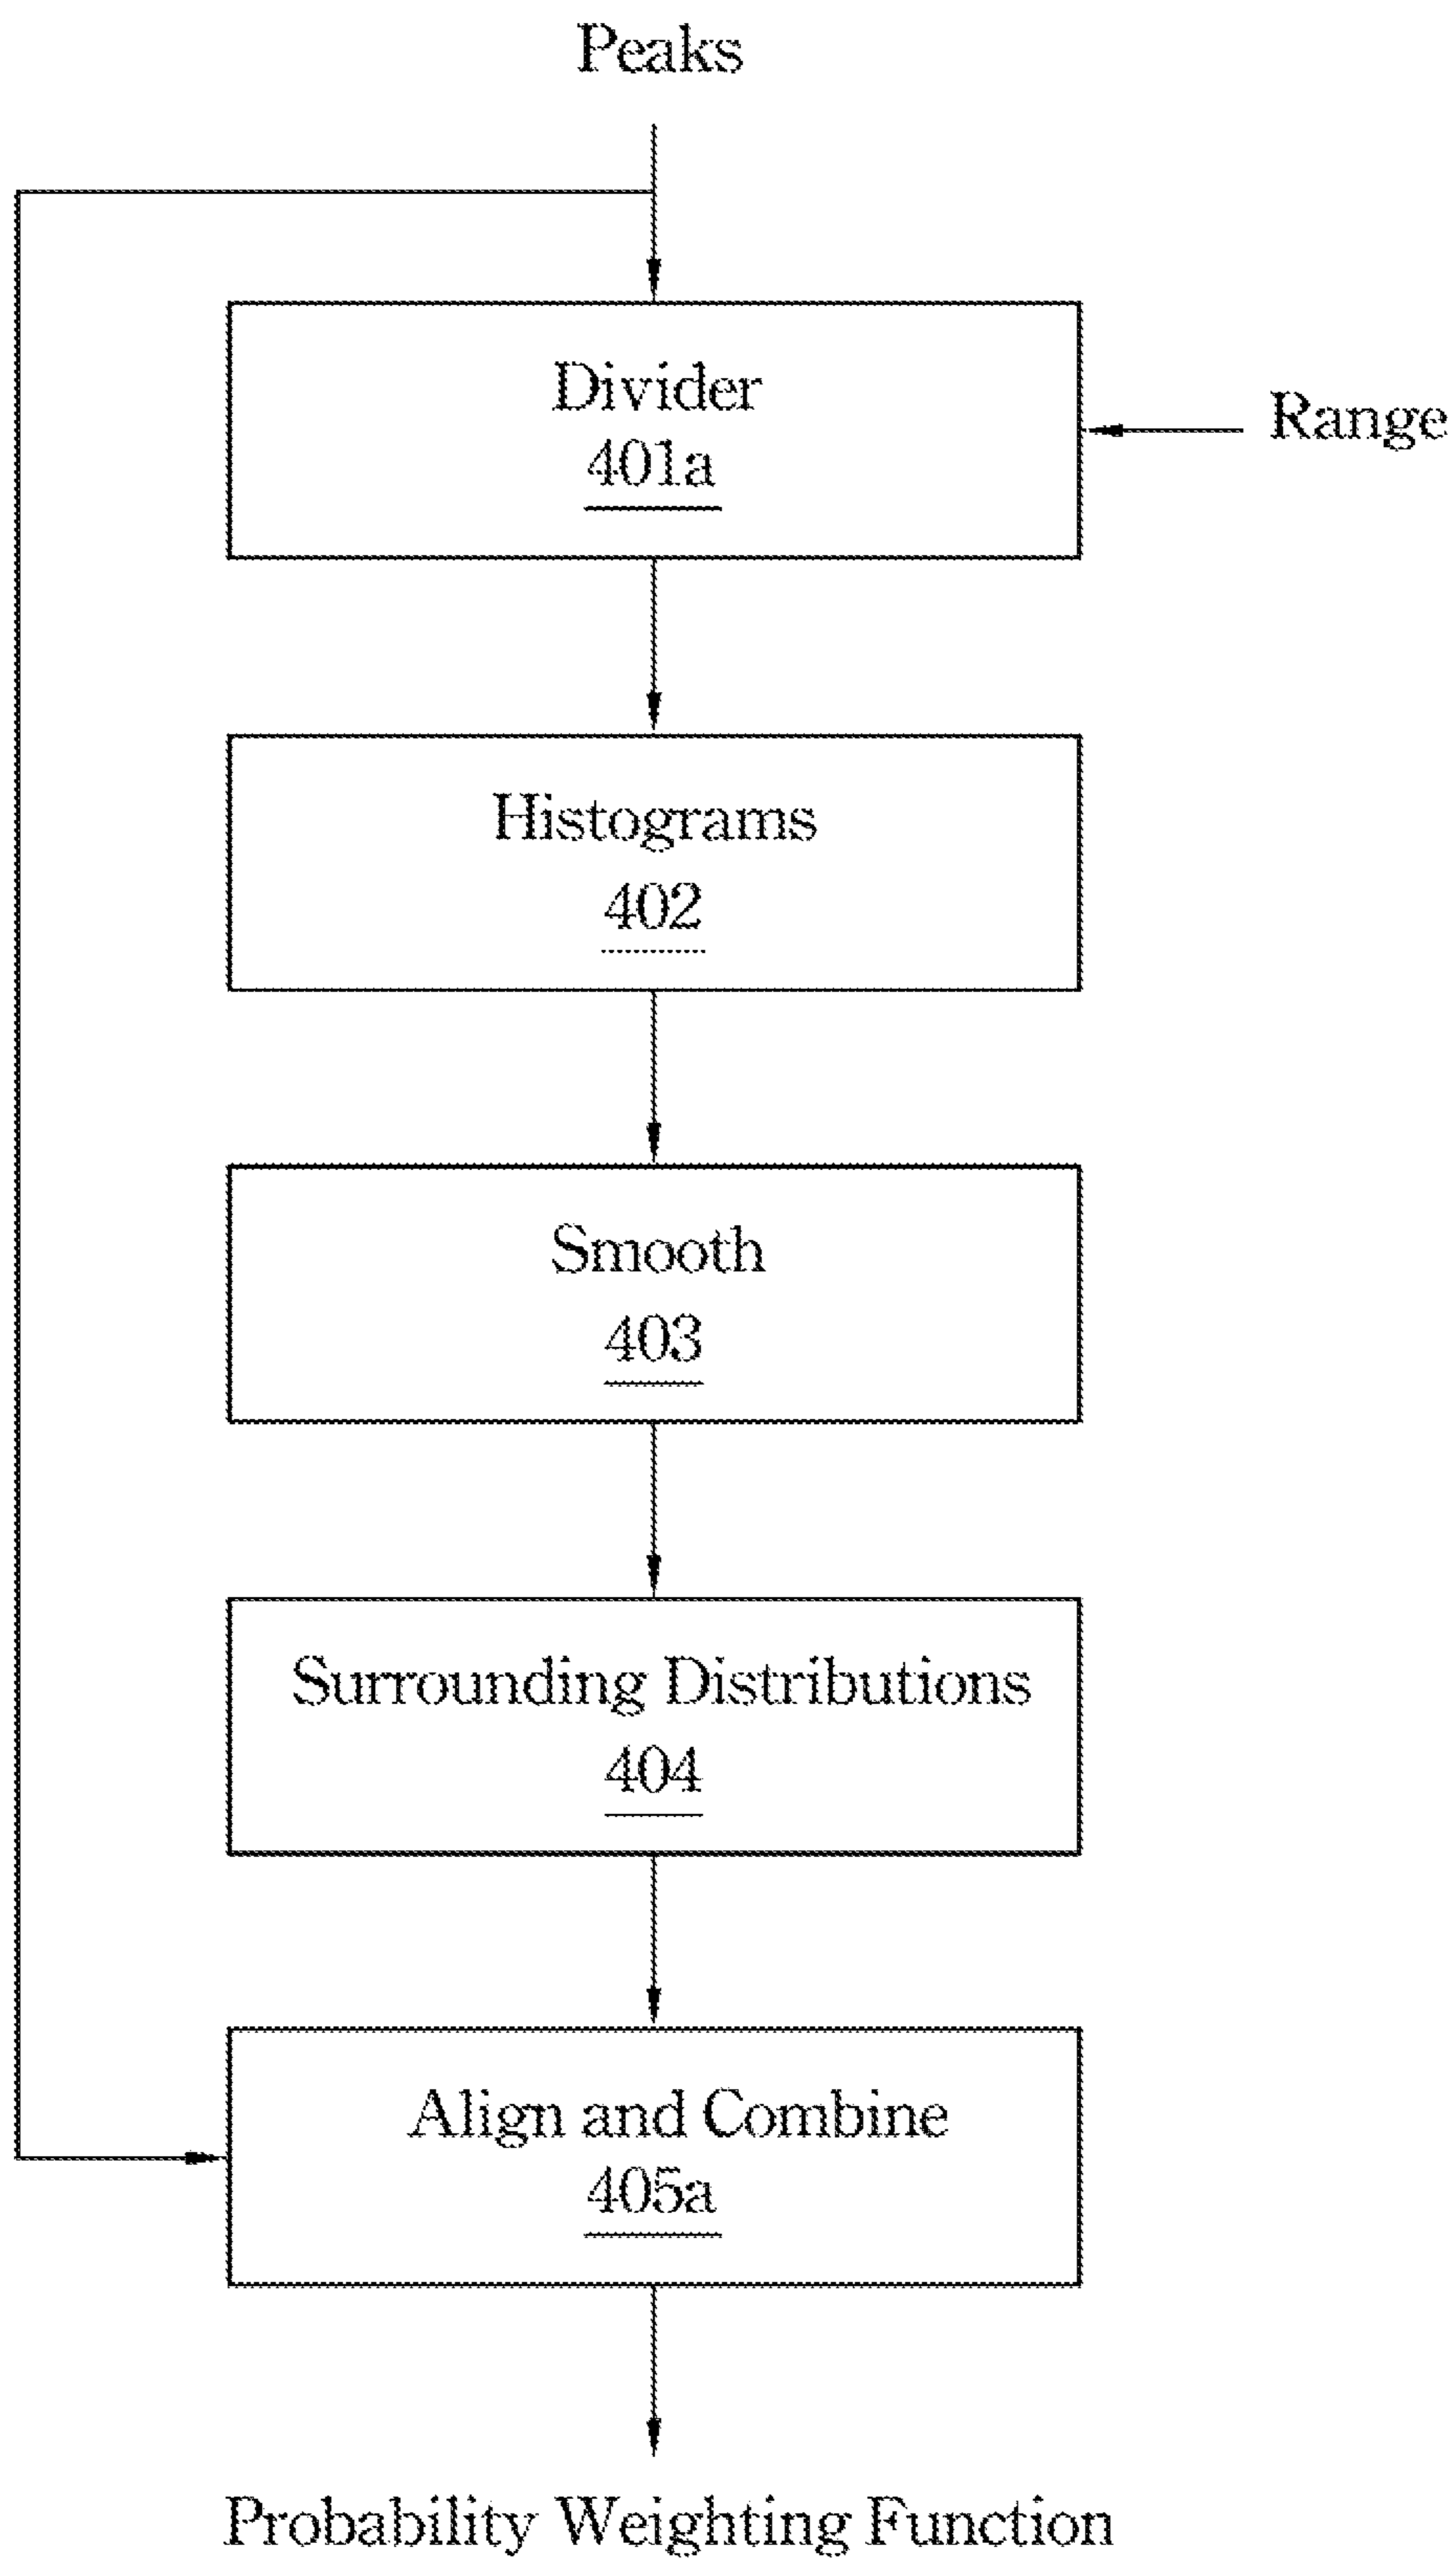 Peaks
Divider
401a
Range
Histograms
402
Smooth
403
Surrounding Distributions
404
Align and Combine
405a
Probability Weighting Function